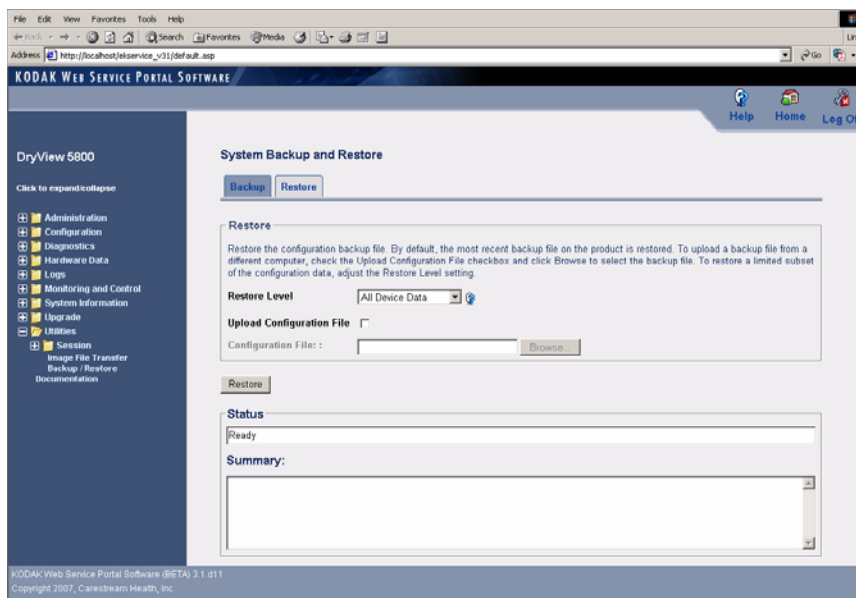 File Edit View Favorites Tools Help
Back Search Favorites Media
Address http://localhost/ekservice_v31/default.asp Go
KODAK WEB SERVICE PORTAL SOFTWARE
Help Home Log Of
DryView 5800
Click to expand/collapse
Administration
Configuration
Diagnostics
Hardware Data
Logs
Monitoring and Control
System Information
Upgrade
Utilities
Session
Image File Transfer
Backup / Restore
Documentation
System Backup and Restore
Backup Restore
Restore
Restore the configuration backup file. By default, the most recent backup file on the product is restored. To upload a backup file from a
different computer, check the Upload Configuration File checkbox and click Browse to select the backup file. To restore a limited subset
of the configuration data, adjust the Restore Level setting.
Restore Level All Device Data
Upload Configuration File
Configuration File: : Browse...
Restore
Status
Ready
Summary:
KODAK Web Service Portal Software (BETA) 3.1.d11
Copyright 2007, Carestream Health, Inc.